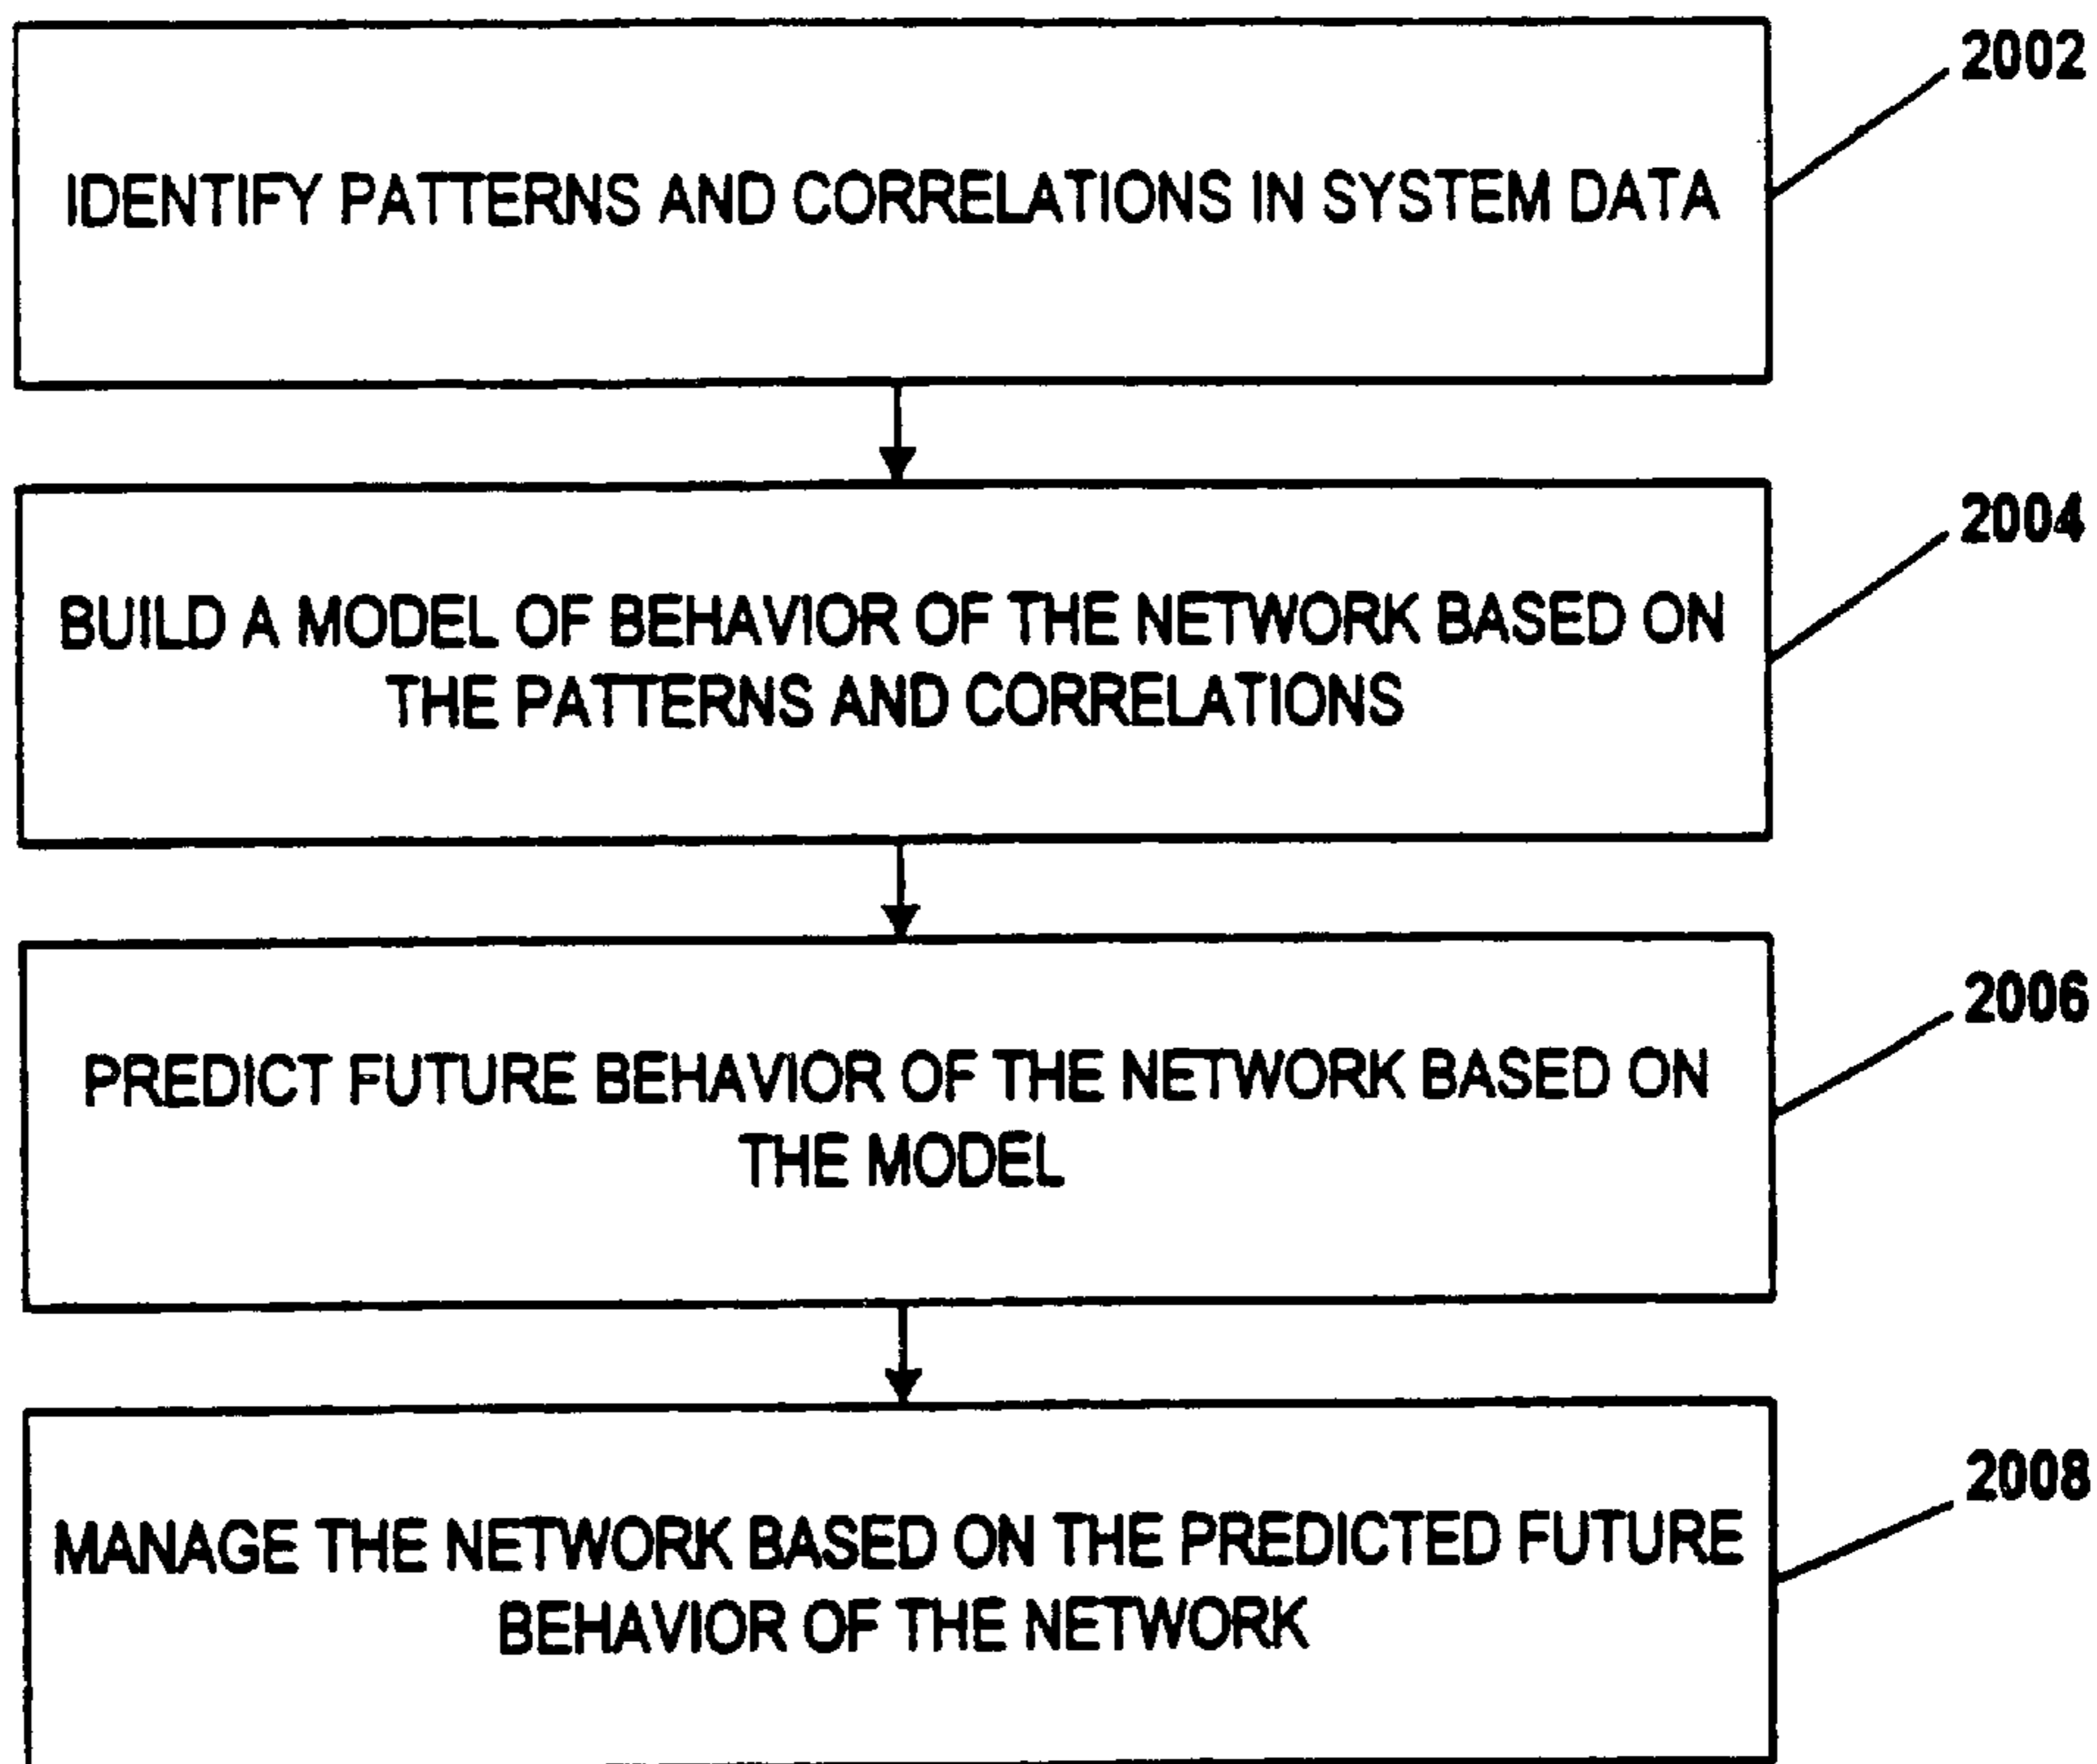 2002
IDENTIFY PATTERNS AND CORRELATIONS IN SYSTEM DATA
2004
BUILD A MODEL OF BEHAVIOR OF THE NETWORK BASED ON
THE PATTERNS AND CORRELATIONS
2006
PREDICT FUTURE BEHAVIOR OF THE NETWORK BASED ON
THE MODEL
2008
MANAGE THE NETWORK BASED ON THE PREDICTED FUTURE
BEHAVIOR OF THE NETWORK